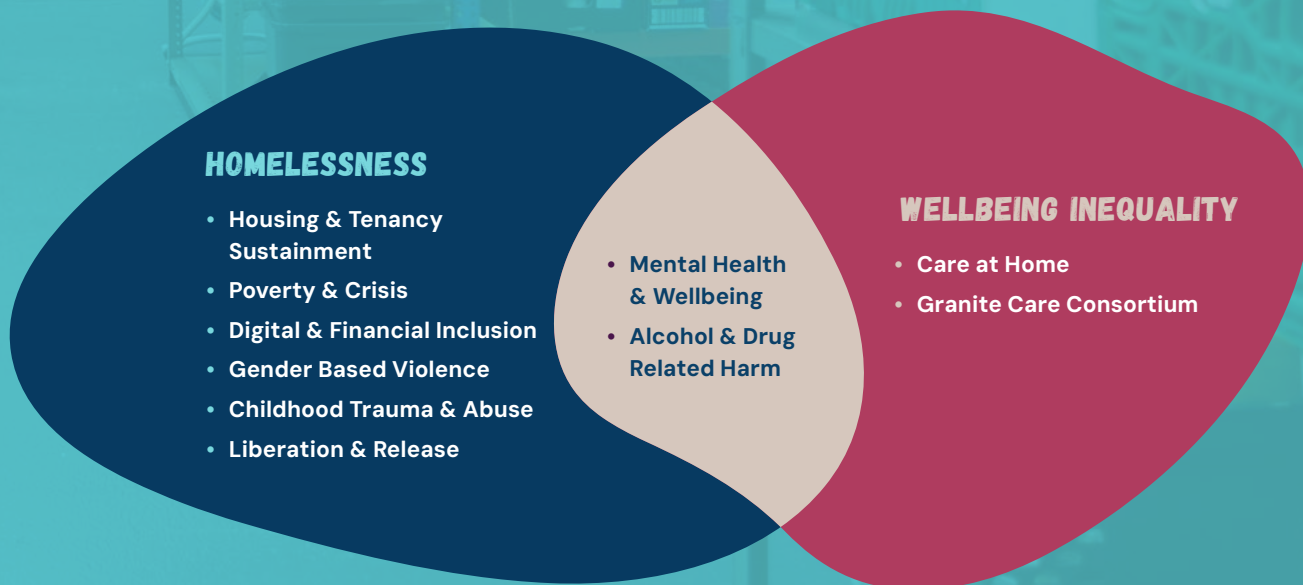 HOMELESSNESS
• Housing & Tenancy
Sustainment
• Poverty & Crisis
• Digital & Financial Inclusion
• Gender Based Violence
• Childhood Trauma & Abuse
• Liberation & Release
• Mental Health
& Wellbeing
• Alcohol & Drug
Related Harm
WELLBEING INEQUALITY
• Care at Home
• Granite Care Consortium